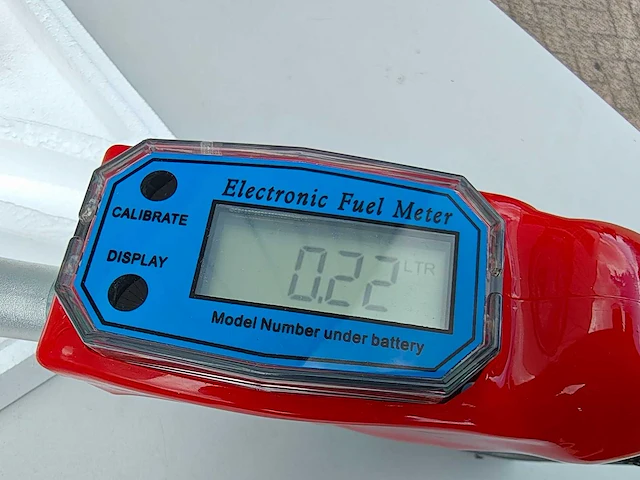 Electronic Fuel Meter
CALIBRATE
DISPLAY
0.22 LTR
Model Number under battery